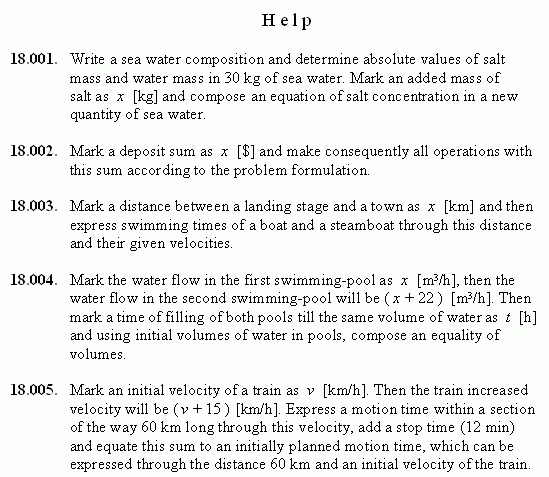 Help
18.001. Write a sea water composition and determine absolute values of salt
mass and water mass in 30 kg of sea water. Mark an added mass of
salt as x [kg] and compose an equation of salt concentration in a new
quantity of sea water.
18.002. Mark a deposit sum as x [$] and make consequently all operations with
this sum according to the problem formulation.
18.003. Mark a distance between a landing stage and a town as x [km] and then
express swimming times of a boat and a steamboat through this distance
and their given velocities.
18.004. Mark the water flow in the first swimming-pool as x [m³/h], then the
water flow in the second swimming-pool will be ( x + 22 ) [m³/h]. Then
mark a time of filling of both pools till the same volume of water as t [h]
and using initial volumes of water in pools, compose an equality of
volumes.
18.005. Mark an initial velocity of a train as v [km/h]. Then the train increased
velocity will be ( v + 15 ) [km/h]. Express a motion time within a section
of the way 60 km long through this velocity, add a stop time (12 min)
and equate this sum to an initially planned motion time, which can be
expressed through the distance 60 km and an initial velocity of the train.